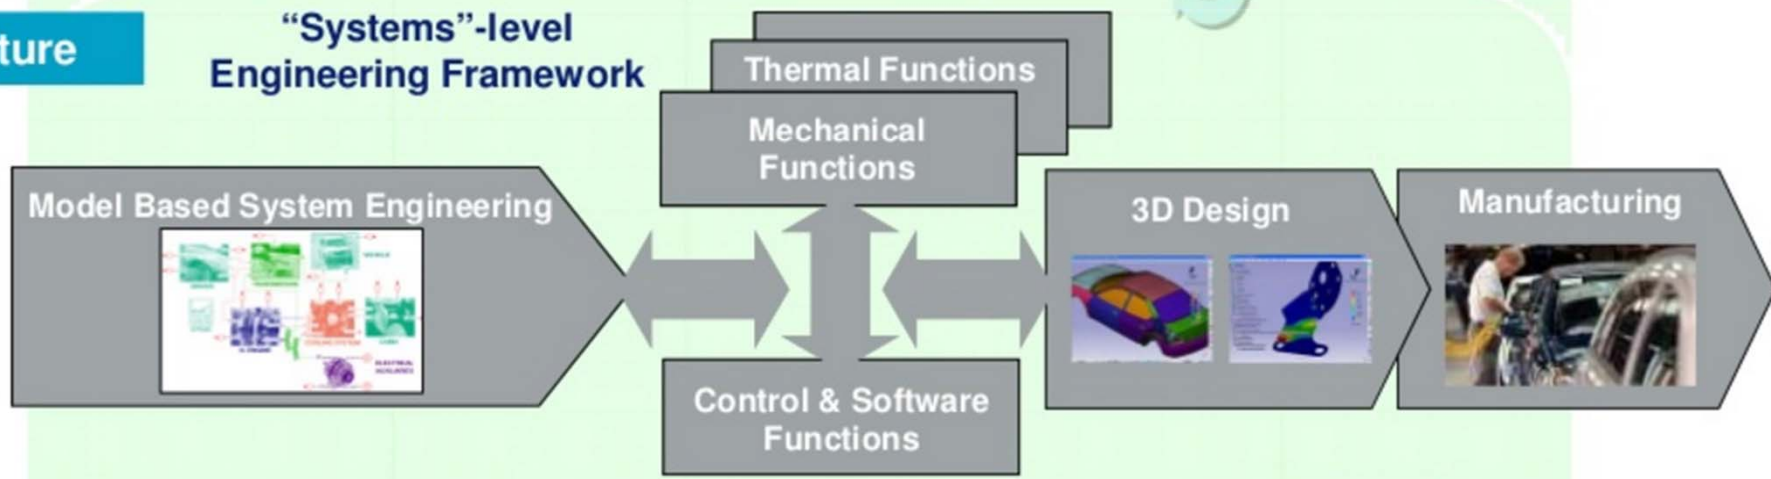 ture
“Systems”-level
Engineering Framework
Thermal Functions
Mechanical
Functions
Model Based System Engineering
3D Design
Manufacturing
Control & Software
Functions